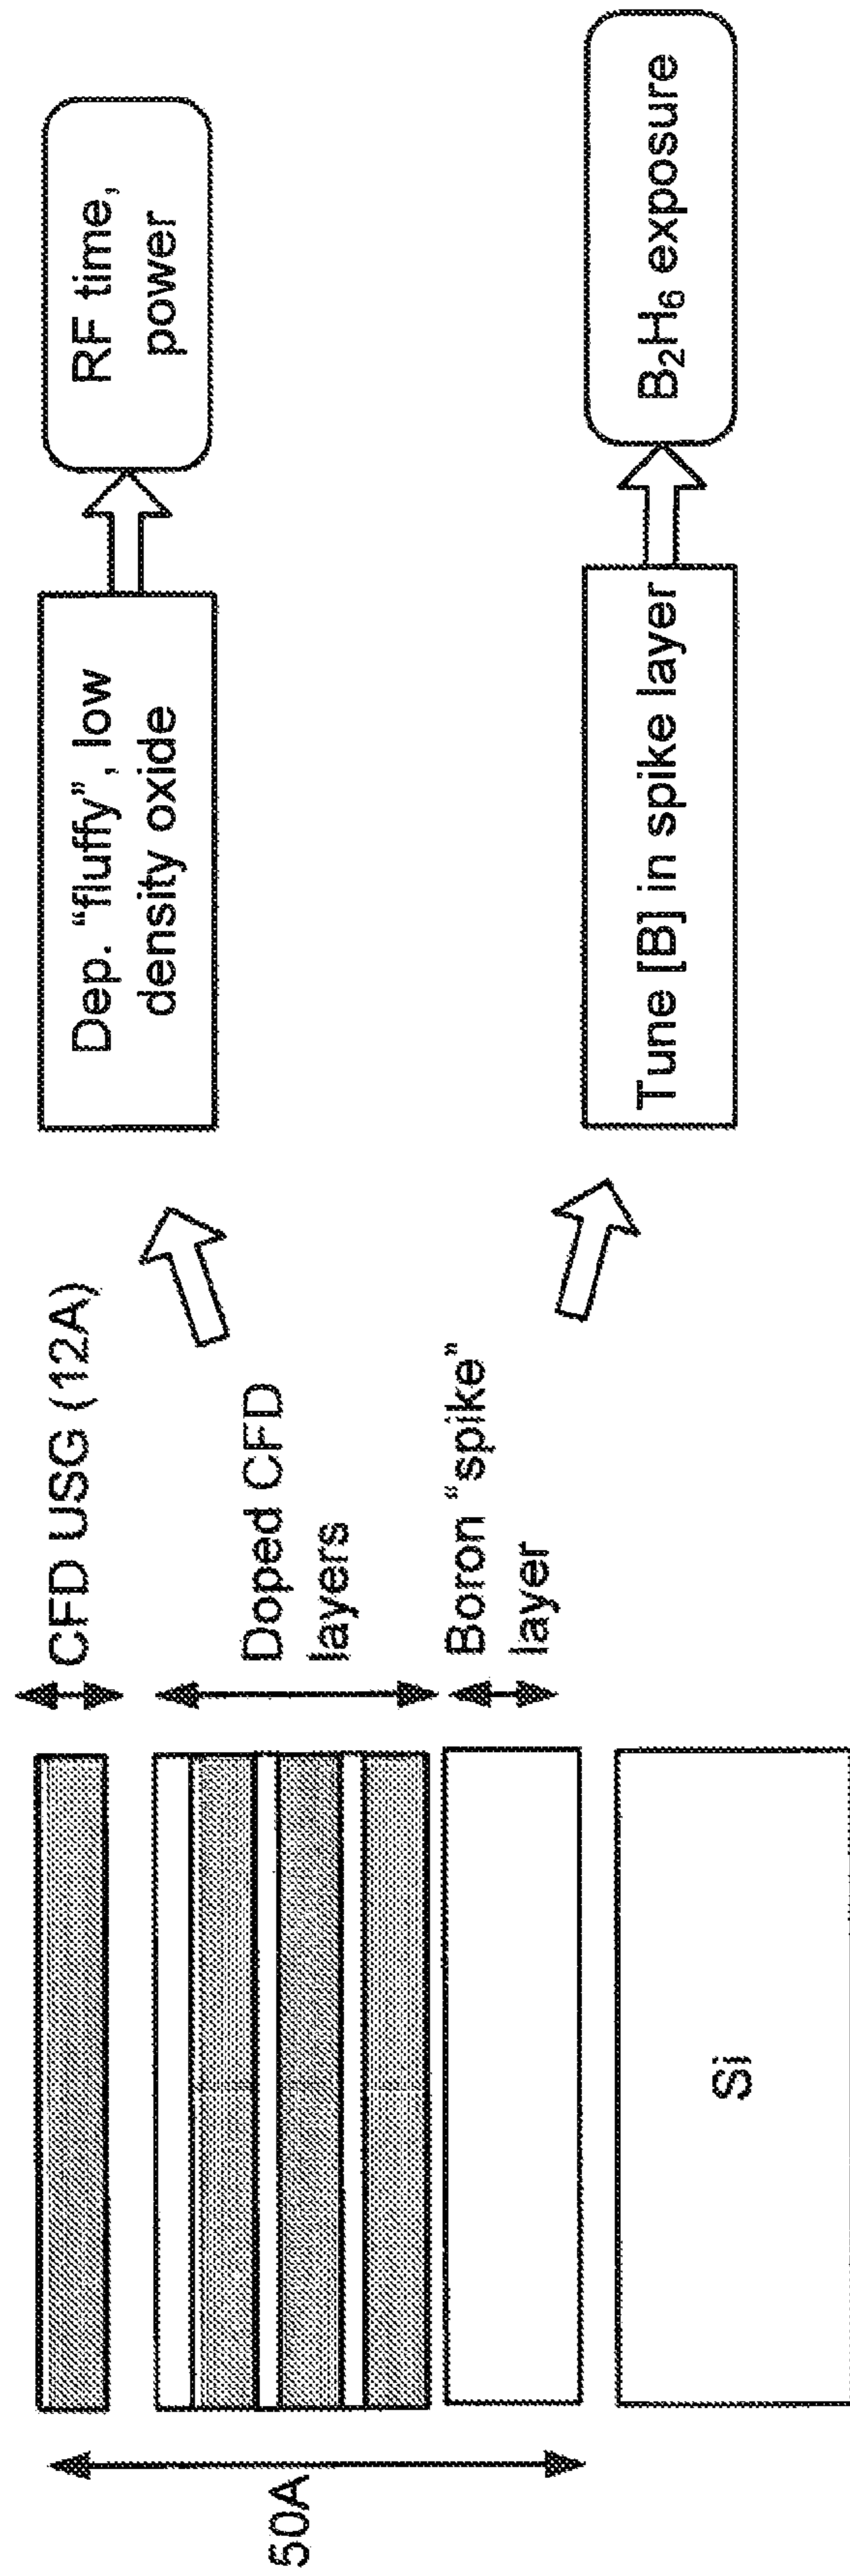 50A
Si
CFD USG (12A)
Doped CFD
layers
Boron “spike”
layer
Dep. “fluffy”, low
density oxide
RF time,
power
Tune [B] in spike layer
B₂H₆ exposure